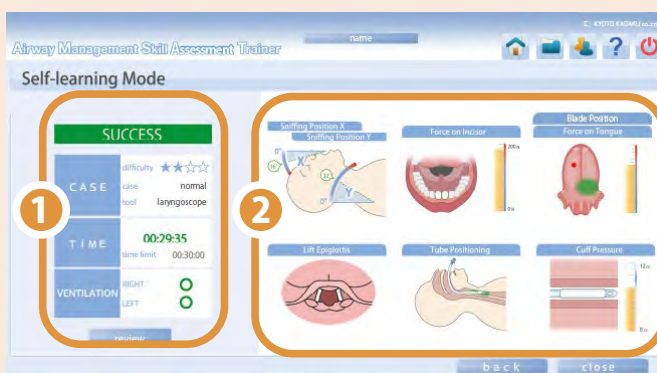 KYOTO KAGAKU co.,
name
Airway Management Skill Assessment Trainer
Self-learning Mode
1
SUCCESS
CASE
difficulty ★★☆☆
case normal
tool laryngoscope
TIME
00:29:35
time limit 00:30:00
VENTILATION
RIGHT
LEFT
review
2
Sniffing Position X
Sniffing Position Y
0°
X
Y
0°
Force on Incisor
Blade Position
Force on Tongue
Lift Epiglottis
Tube Positioning
Cuff Pressure
back close